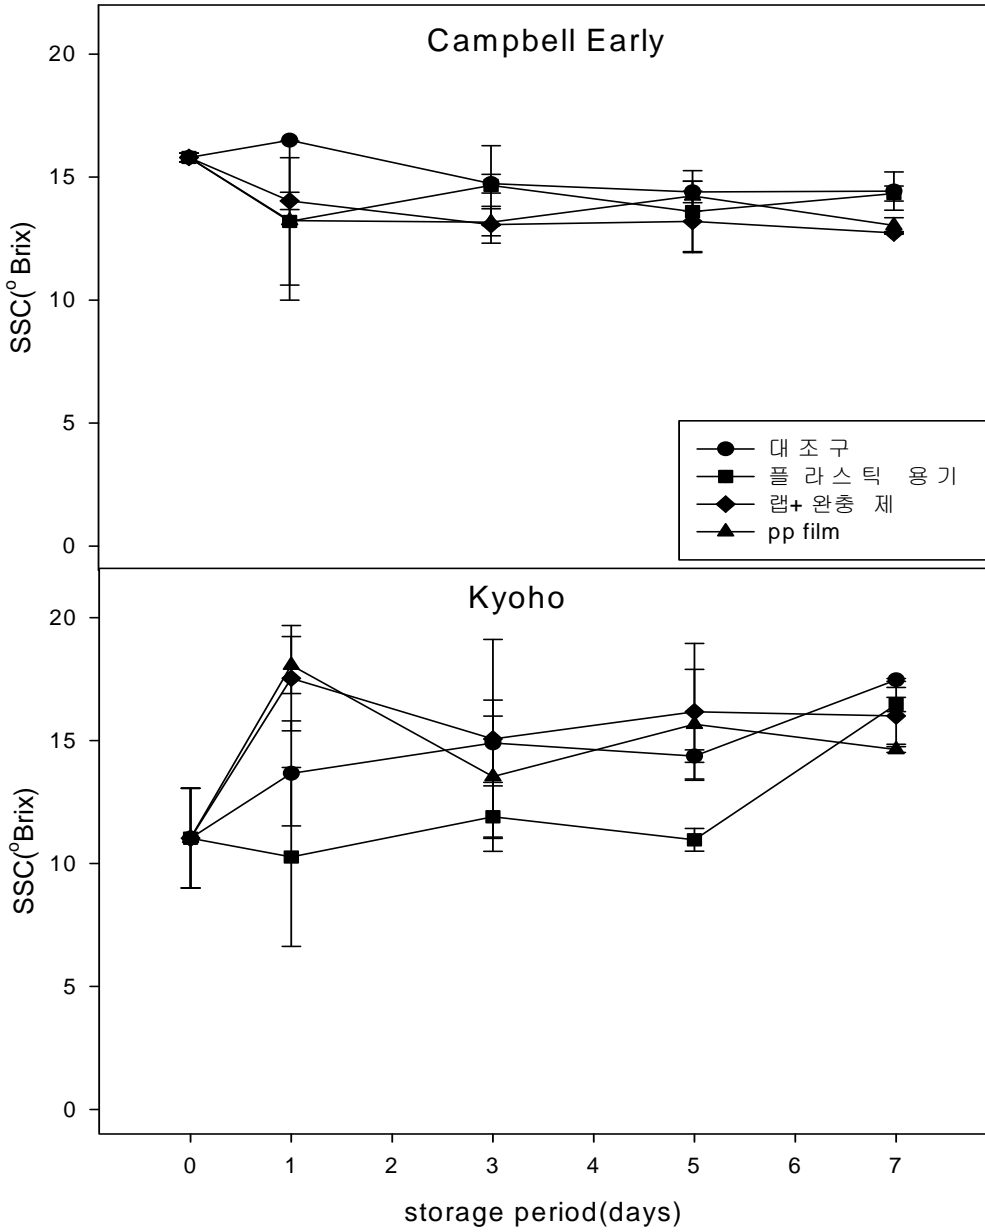 Campbell Early
20
15
10
5
0
SSC(° Brix)
대조구
플라스틱 용기
랩+완충제
pp film
Kyoho
20
15
10
5
0
SSC(°Brix)
0 1 2 3 4 5 6 7
storage period(days)